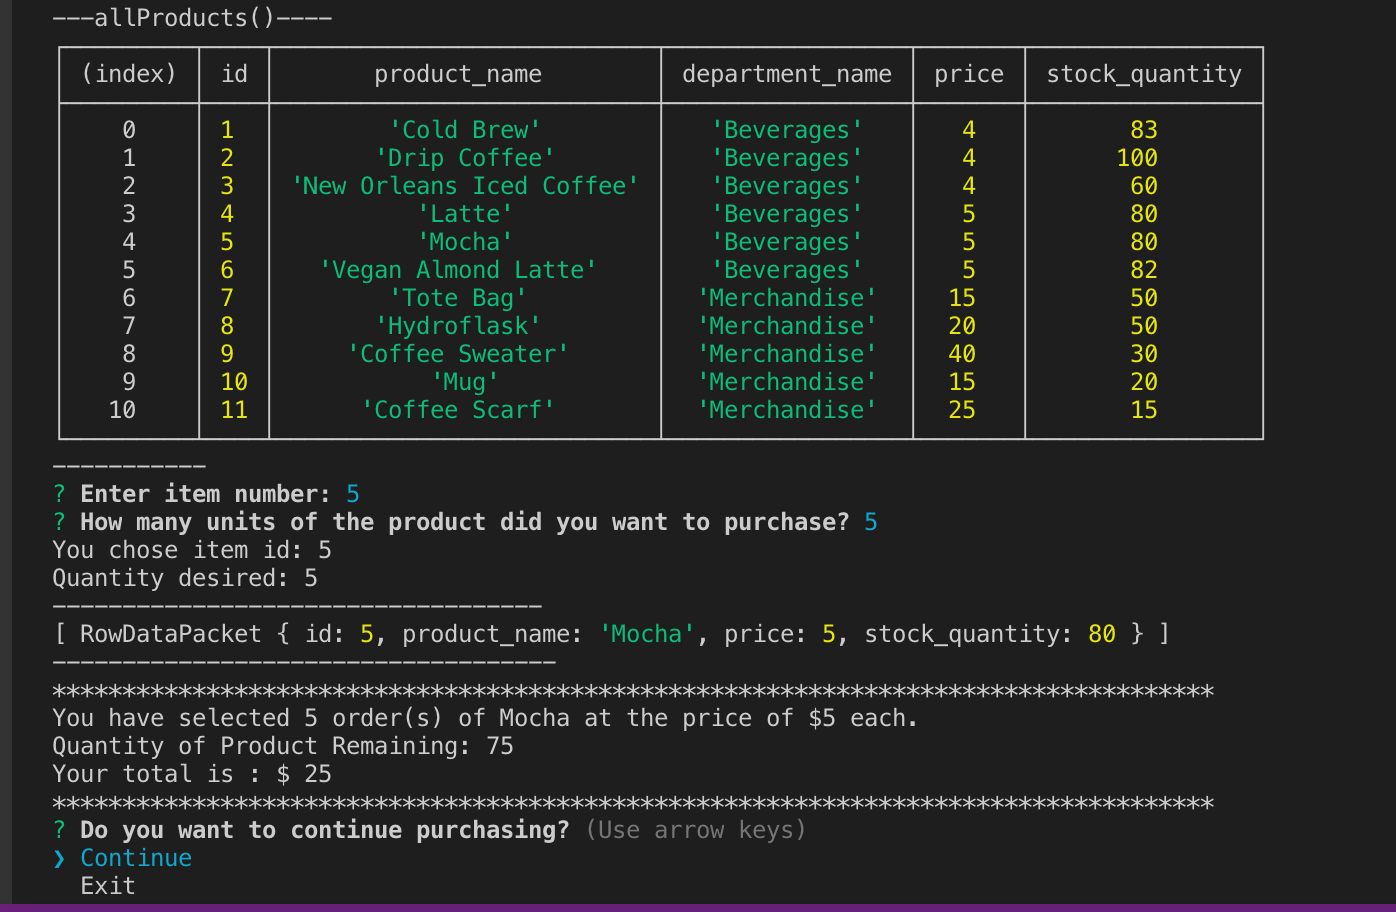 ---allProducts()----
(index) id product_name department_name price stock_quantity
0 1 'Cold Brew' 'Beverages' 4 83
1 2 'Drip Coffee' 'Beverages' 4 100
2 3 'New Orleans Iced Coffee' 'Beverages' 4 60
3 4 'Latte' 'Beverages' 5 80
4 5 'Mocha' 'Beverages' 5 80
5 6 'Vegan Almond Latte' 'Beverages' 5 82
6 7 'Tote Bag' 'Merchandise' 15 50
7 8 'Hydroflask' 'Merchandise' 20 50
8 9 'Coffee Sweater' 'Merchandise' 40 30
9 10 'Mug' 'Merchandise' 15 20
10 11 'Coffee Scarf' 'Merchandise' 25 15
-----------
? Enter item number: 5
? How many units of the product did you want to purchase? 5
You chose item id: 5
Quantity desired: 5
-----------------------------------
[ RowDataPacket { id: 5, product_name: 'Mocha', price: 5, stock_quantity: 80 } ]
------------------------------------
***********************************************************************************
You have selected 5 order(s) of Mocha at the price of $5 each.
Quantity of Product Remaining: 75
Your total is : $ 25
***********************************************************************************
? Do you want to continue purchasing? (Use arrow keys)
❯ Continue
Exit